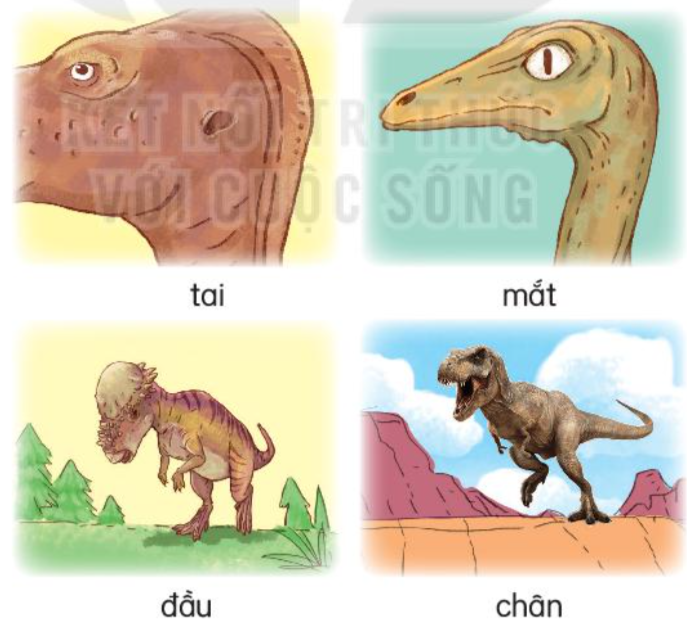 KẾT NỐI TRI THỨC
VỚI CUỘC SỐNG
tai
mắt
đầu
chân